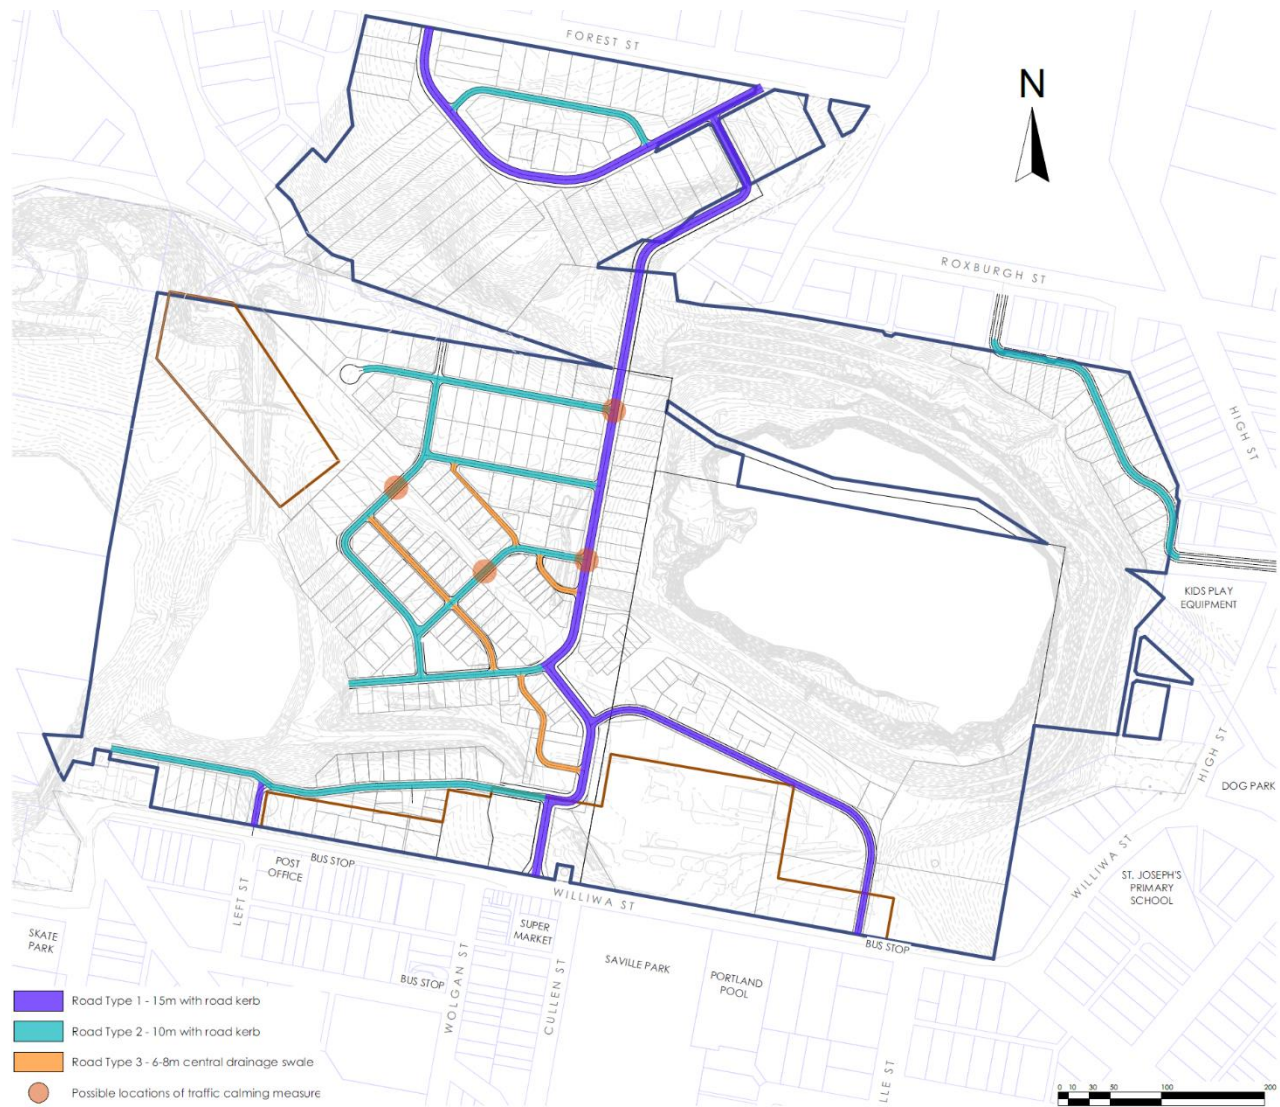 FOREST ST
N
ROXBURGH ST
HIGH ST
KIDS PLAY
EQUIPMENT
HIGH ST
DOG PARK
WILLIWA ST
ST. JOSEPH'S
PRIMARY
SCHOOL
BUS STOP
POST
OFFICE
LEFT ST
WILLIWA ST
SUPER
MARKET
SKATE
PARK
BUS STOP
WOLGAN ST
CULLEN ST
SAVILLE PARK
PORTLAND
POOL
BUS STOP
LLE ST
Road Type 1 - 15m with road kerb
Road Type 2 - 10m with road kerb
Road Type 3 - 6-8m central drainage swale
Possible locations of traffic calming measure
0 10 30 50 100 200